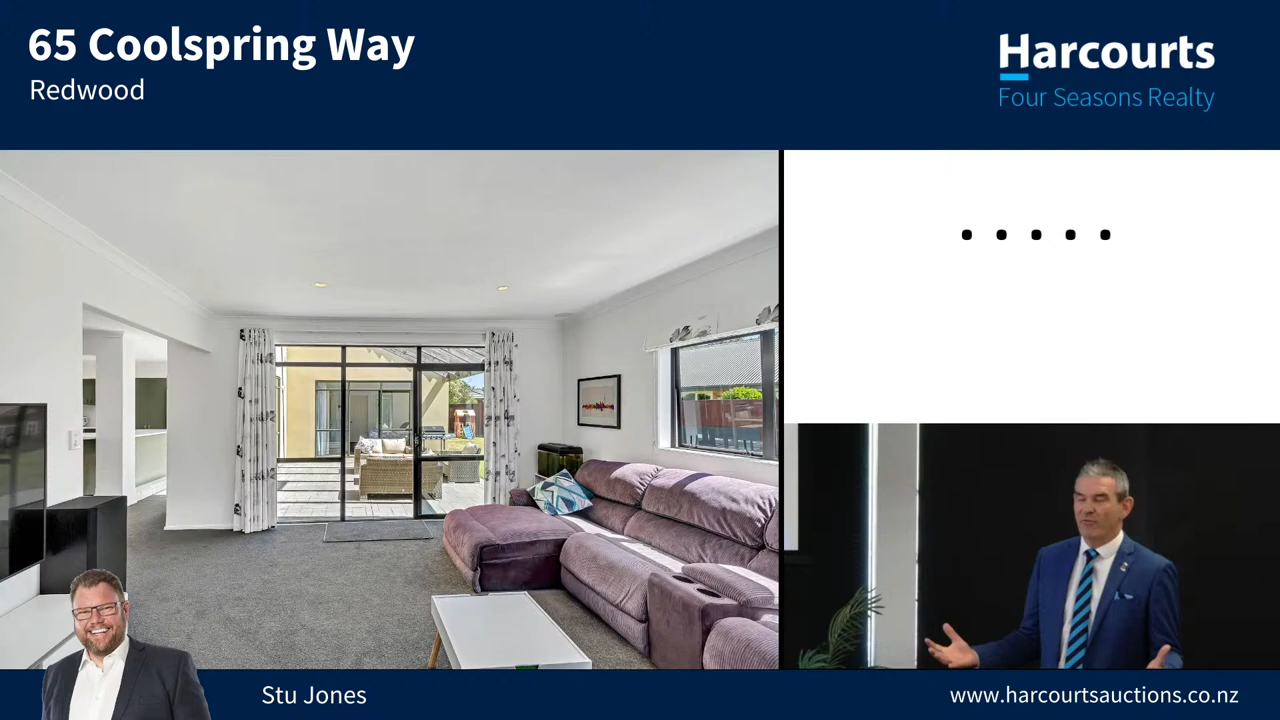 65 Coolspring Way
Redwood
Harcourts
Four Seasons Realty
.....
Stu Jones
www.harcourtsauctions.co.nz